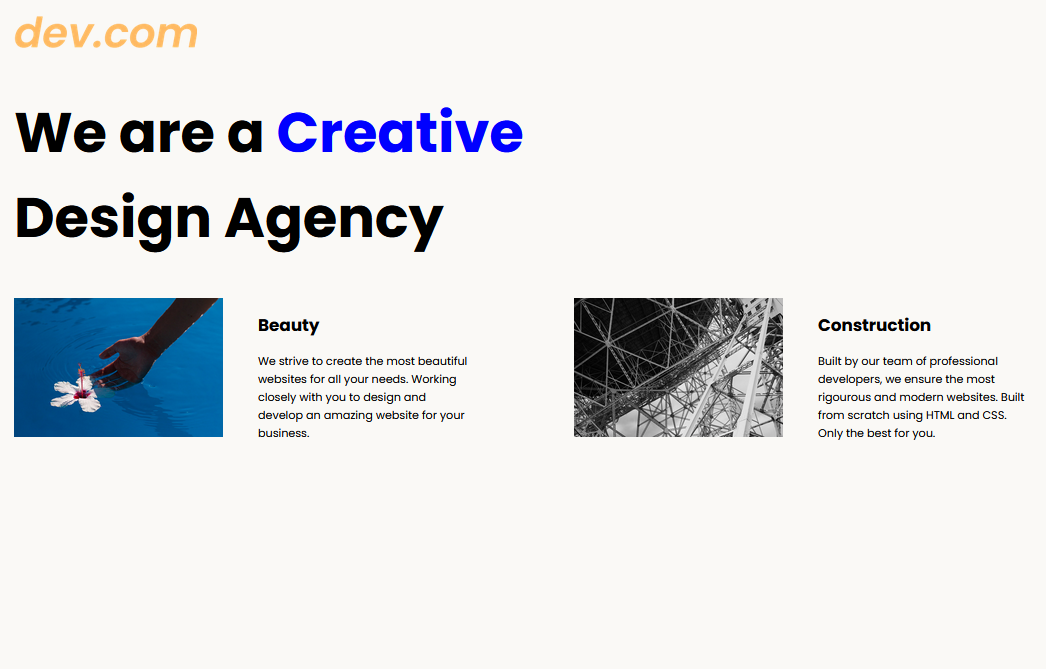 dev.com
We are a Creative
Design Agency
Beauty
We strive to create the most beautiful
websites for all your needs. Working
closely with you to design and
develop an amazing website for your
business.
Construction
Built by our team of professional
developers, we ensure the most
rigourous and modern websites. Built
from scratch using HTML and CSS.
Only the best for you.